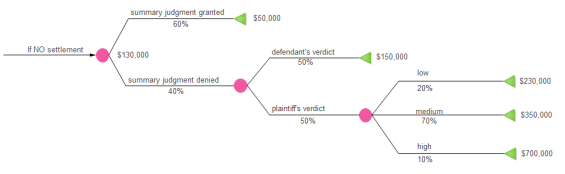 summary judgment granted
60%
$50,000
If NO settlement
$130,000
defendant's verdict
50%
$150,000
summary judgment denied
40%
low
20%
$230,000
plaintiff's verdict
50%
medium
70%
$350,000
high
10%
$700,000